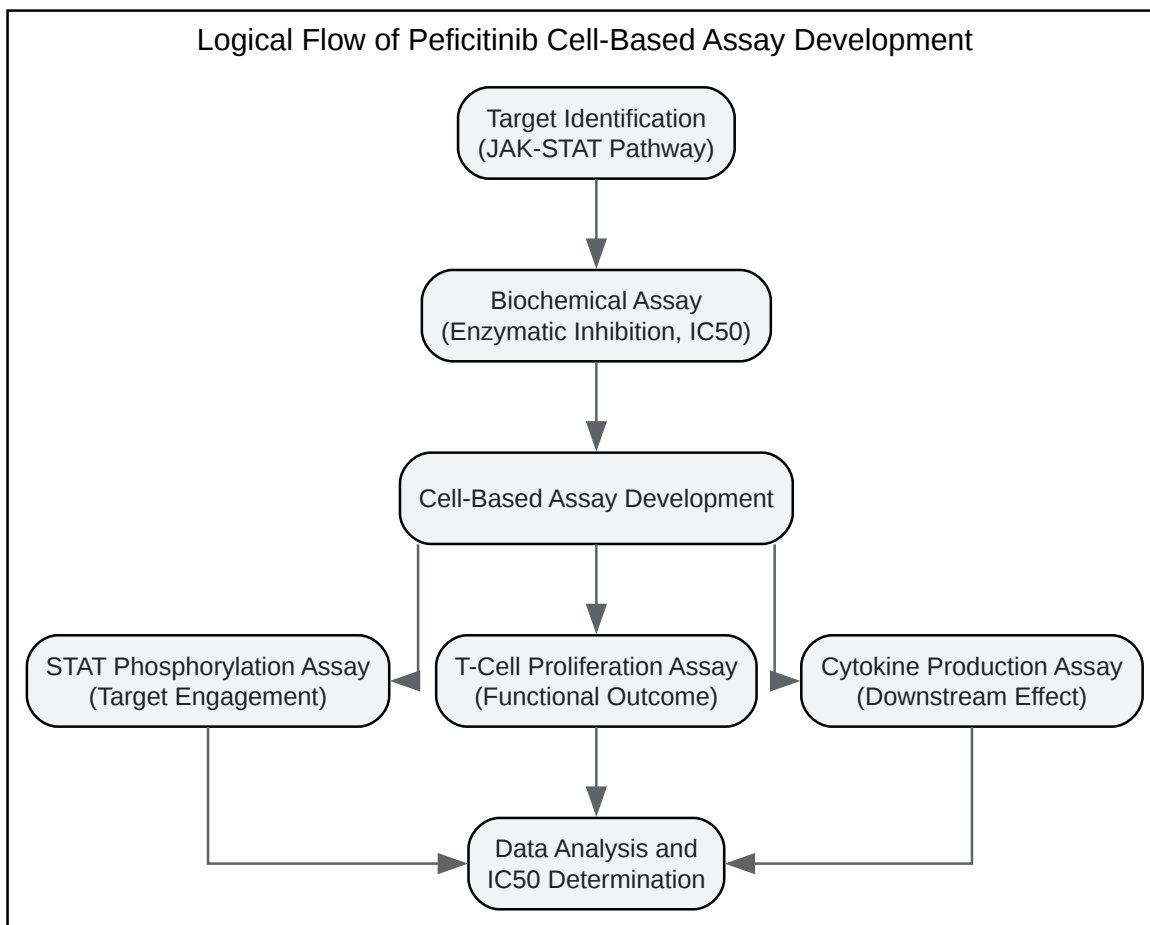 Logical Flow of Peficitinib Cell-Based Assay Development
Target Identification
(JAK-STAT Pathway)
Biochemical Assay
(Enzymatic Inhibition, IC50)
Cell-Based Assay Development
STAT Phosphorylation Assay
(Target Engagement)
T-Cell Proliferation Assay
(Functional Outcome)
Cytokine Production Assay
(Downstream Effect)
Data Analysis and
IC50 Determination